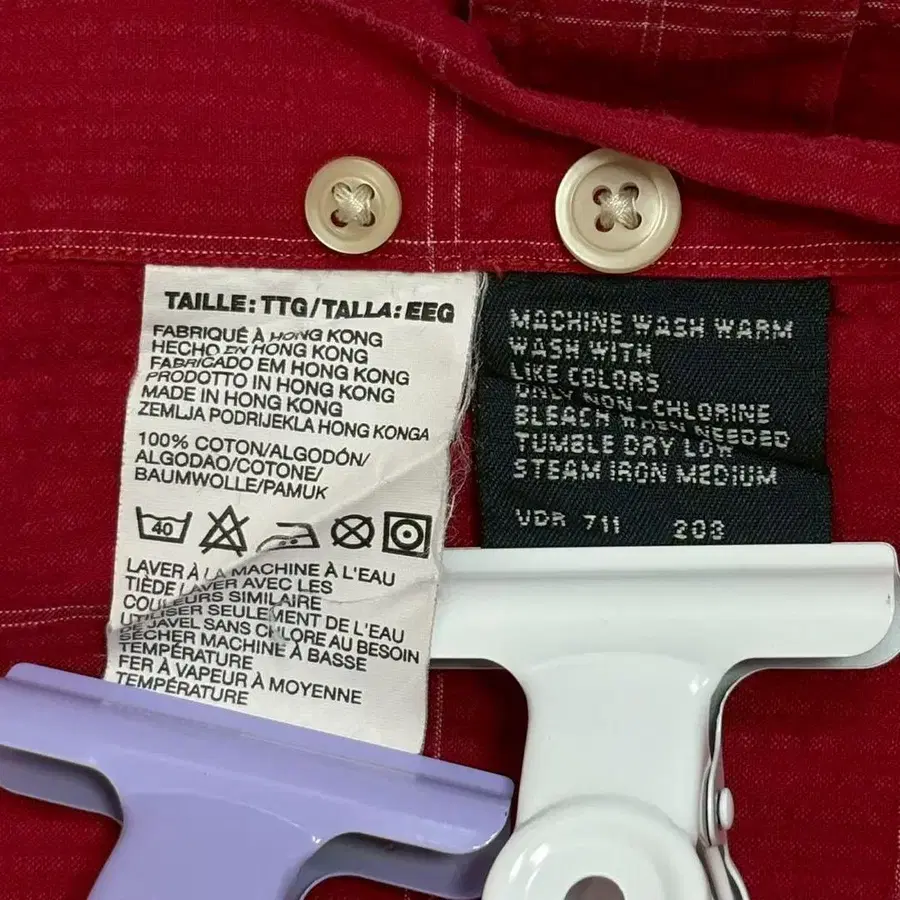 TAILLE: TTG/TALLA: EEG
FABRIQUÉ À HONG KONG
HECHO EN HONG KONG
FABRICADO EM HONG KONG
PRODOTTO IN HONG KONG
MADE IN HONG KONG
ZEMLJA PODRIJEKLA HONG KONGA
100% COTON/ALGODÓN/
ALGODAO/COTONE/
BAUMWOLLE/PAMUK
40
LAVER À LA MACHINE À L'EAU
TIÈDE LAVER AVEC LES
COULEURS SIMILAIRE
UTILISER SEULEMENT DE L'EAU
DE JAVEL SANS CHLORE AU BESOIN
SÉCHER MACHINE À BASSE
TEMPÉRATURE
FER À VAPEUR À MOYENNE
TEMPÉRATURE
MACHINE WASH WARM
WASH WITH
LIKE COLORS
ONLY NON-CHLORINE
BLEACH WHEN NEEDED
TUMBLE DRY LOW
STEAM IRON MEDIUM
VDR 711 203